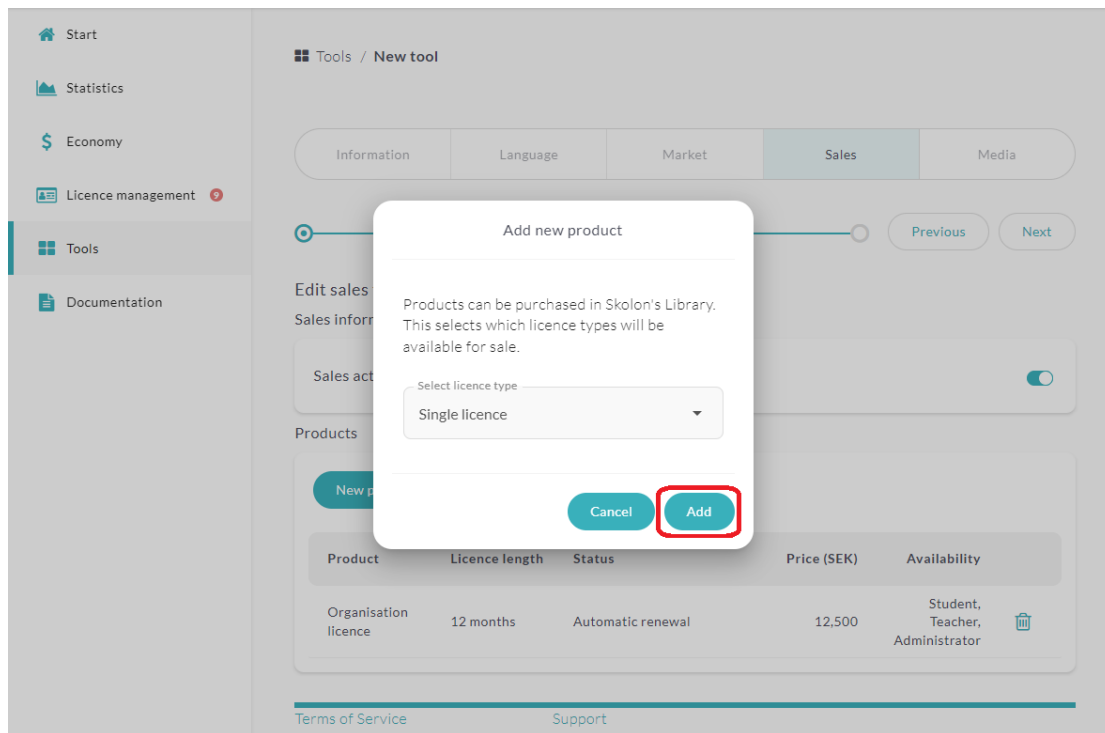 Start
Statistics
Economy
Licence management 9
Tools
Documentation
Tools / New tool
Information Language Market Sales Media
Previous Next
Edit sales
Sales inforr
Sales act
Products
New p
Add new product
Products can be purchased in Skolon's Library.
This selects which licence types will be
available for sale.
Select licence type
Single licence
Cancel Add
Product Licence length Status Price (SEK) Availability
Organisation
licence
12 months Automatic renewal 12,500
Student,
Teacher,
Administrator
Terms of Service Support